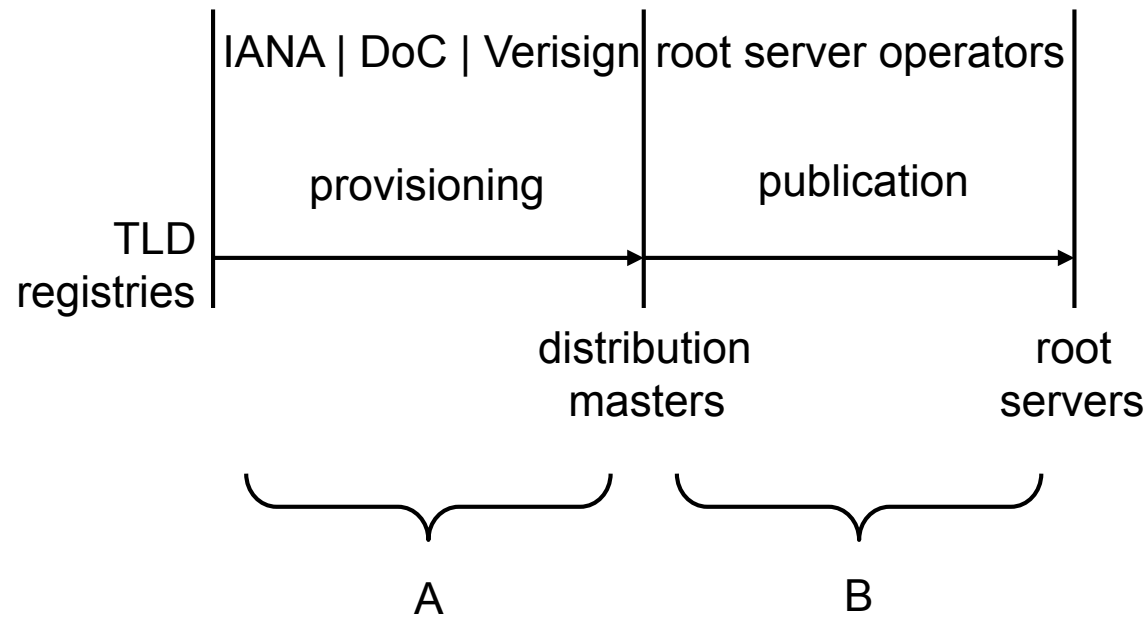 IANA | DoC | Verisign
root server operators
provisioning
publication
TLD
registries
distribution
masters
root
servers
A
B